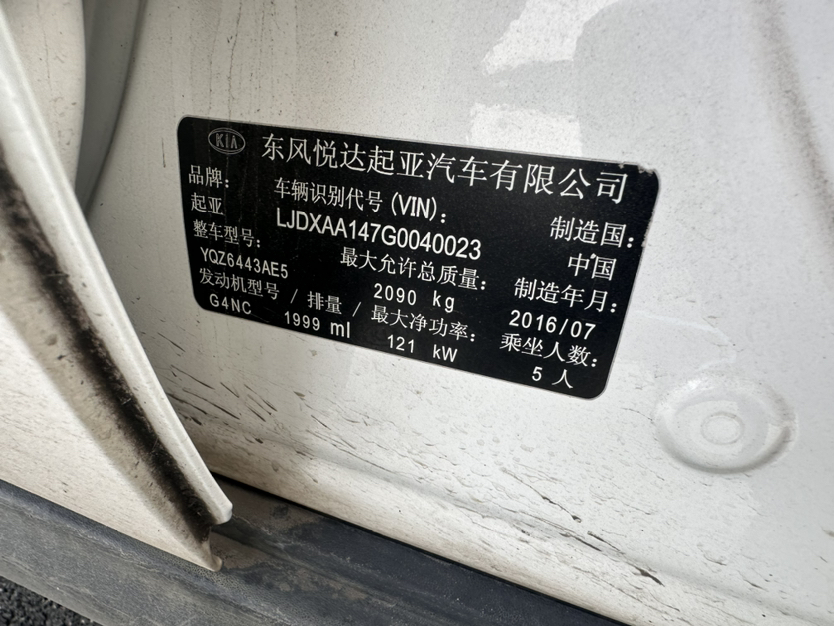 KIA 东风悦达起亚汽车有限公司
品牌： 车辆识别代号(VIN)： 制造国：
起亚 LJDXAA147G0040023 中国
整车型号： 最大允许总质量： 制造年月：
YQZ6443AE5 2090 kg 2016/07
发动机型号 / 排量 / 最大净功率： 乘坐人数：
G4NC 1999 ml 121 kW 5 人